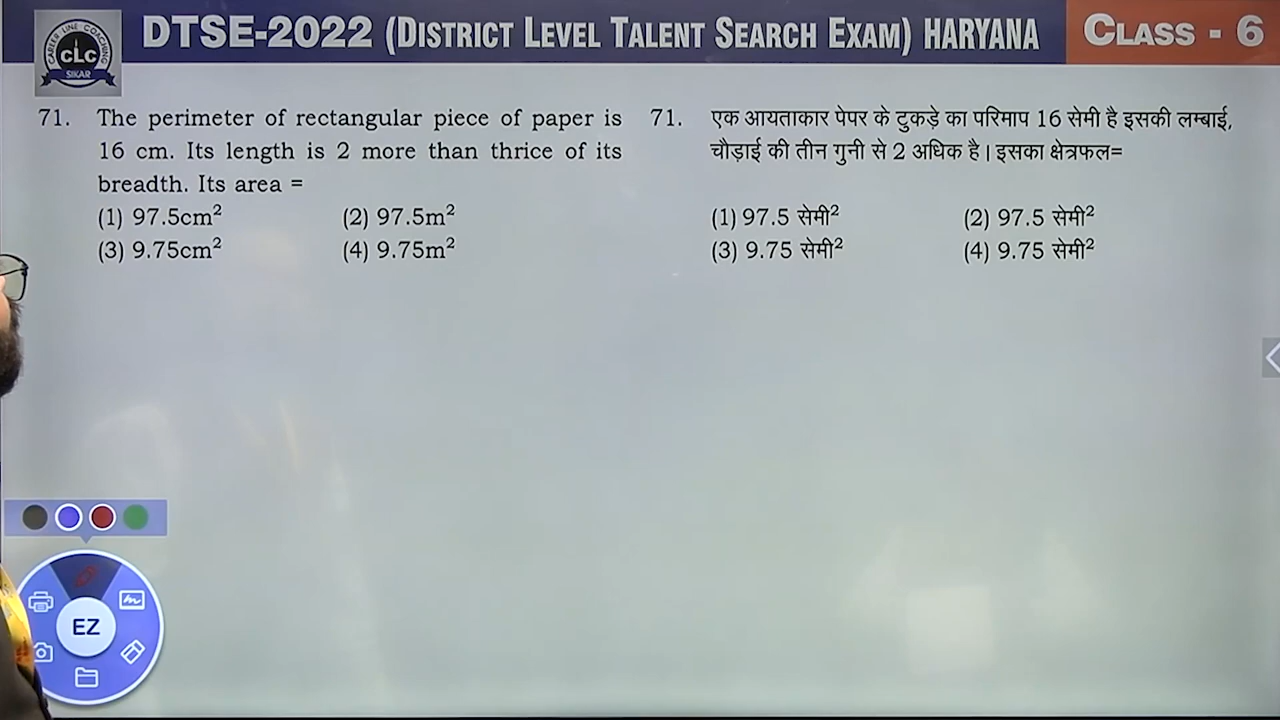 DTSE-2022 (DISTRICT LEVEL TALENT SEARCH EXAM) HARYANA
CLASS - 6
CAREER LINE COACHING
CLC
SIKAR
71. The perimeter of rectangular piece of paper is
16 cm. Its length is 2 more than thrice of its
breadth. Its area =
(1) 97.5cm² (2) 97.5m²
(3) 9.75cm² (4) 9.75m²
71. एक आयताकार पेपर के टुकड़े का परिमाप 16 सेमी है इसकी लम्बाई,
चौड़ाई की तीन गुनी से 2 अधिक है। इसका क्षेत्रफल=
(1) 97.5 सेमी² (2) 97.5 सेमी²
(3) 9.75 सेमी² (4) 9.75 सेमी²
EZ